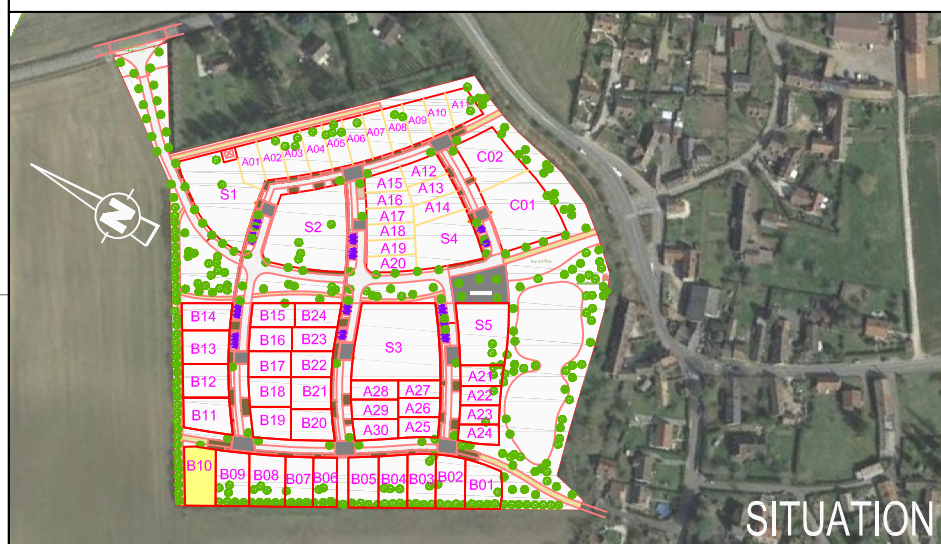 A11
A10
A09
A08
A07
A06
A05
A04
A03
A02
A01
C02
S1
A12
A15
A13
A16
A14
C01
A17
S2
A18
S4
A19
A20
N
B14
B15
B24
B13
B16
B23
S3
S5
B17
B22
B12
A21
B18
B21
A28
A27
A22
B11
A29
A26
A23
B19
B20
A30
A25
A24
B10
B09
B08
B07
B06
B05
B04
B03
B02
B01
SITUATION